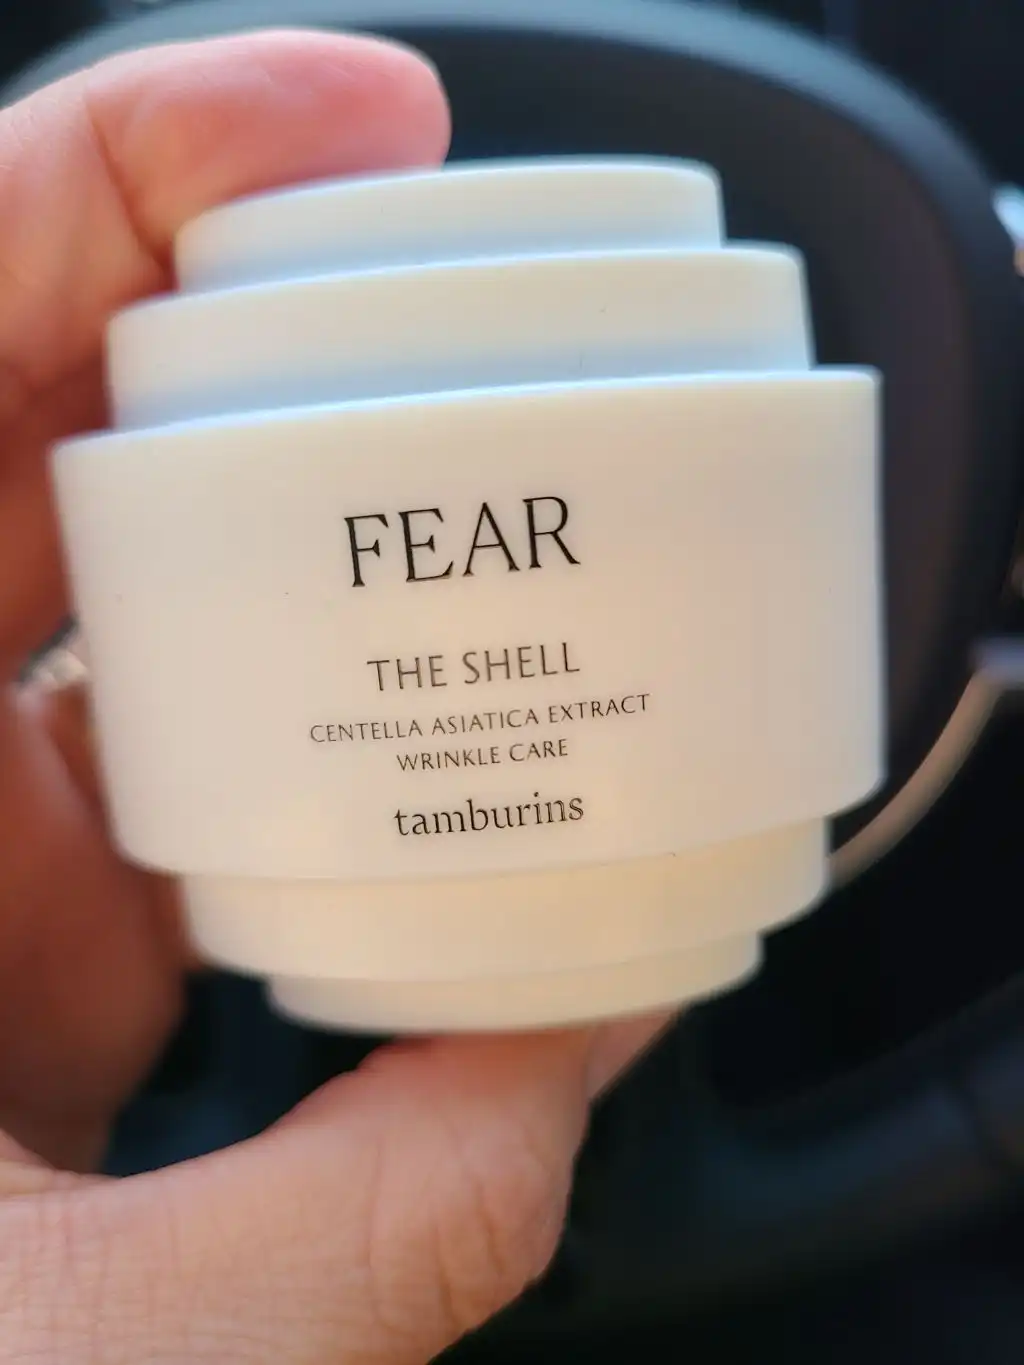 FEAR
THE SHELL
CENTELLA ASIATICA EXTRACT
WRINKLE CARE
tamburins